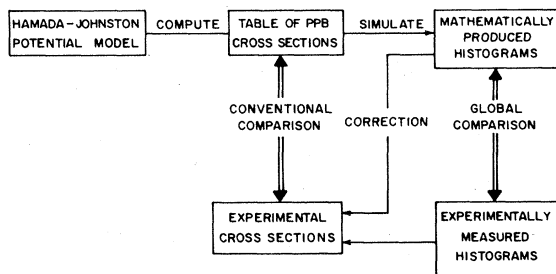 HAMADA-JOHNSTON
POTENTIAL MODEL
COMPUTE
TABLE OF PPB
CROSS SECTIONS
SIMULATE
MATHEMATICALLY
PRODUCED
HISTOGRAMS
CONVENTIONAL
COMPARISON
CORRECTION
GLOBAL
COMPARISON
EXPERIMENTAL
CROSS SECTIONS
EXPERIMENTALLY
MEASURED
HISTOGRAMS